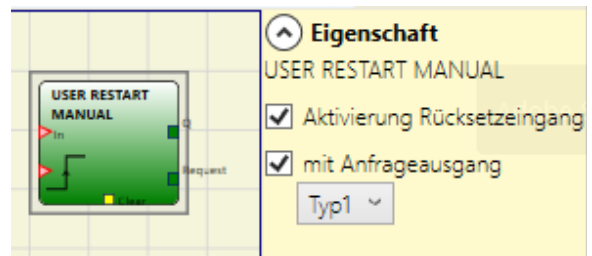 USER RESTART
MANUAL
In
Q
Request
Clear
Eigenschaft
USER RESTART MANUAL
Aktivierung Rücksetzeingang
mit Anfrageausgang
Typ1